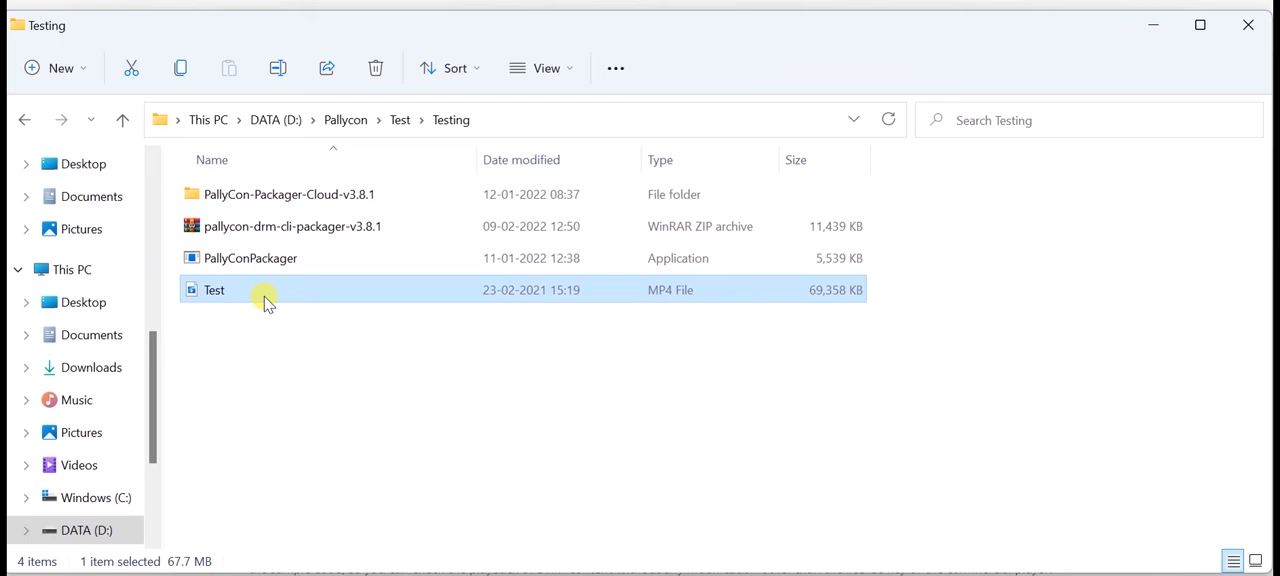 Testing
New Sort View
This PC > DATA (D:) > Pallycon > Test > Testing Search Testing
Desktop
Documents
Pictures
This PC
Desktop
Documents
Downloads
Music
Pictures
Videos
Windows (C:)
DATA (D:)
Name Date modified Type Size
PallyCon-Packager-Cloud-v3.8.1 12-01-2022 08:37 File folder
pallycon-drm-cli-packager-v3.8.1 09-02-2022 12:50 WinRAR ZIP archive 11,439 KB
PallyConPackager 11-01-2022 12:38 Application 5,539 KB
Test 23-02-2021 15:19 MP4 File 69,358 KB
4 items 1 item selected 67.7 MB